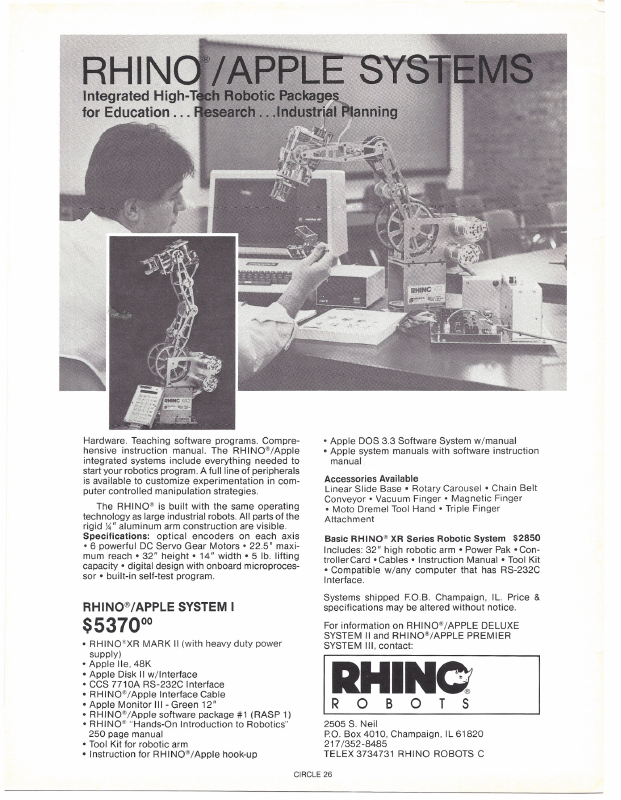 RHINO®/APPLE SYSTEMS
Integrated High-Tech Robotic Packages
for Education . . . Research . . . Industrial Planning
RHINO
RHINO
Hardware. Teaching software programs. Compre-
hensive instruction manual. The RHINO®/Apple
integrated systems include everything needed to
start your robotics program. A full line of peripherals
is available to customize experimentation in com-
puter controlled manipulation strategies.
The RHINO® is built with the same operating
technology as large industrial robots. All parts of the
rigid ¼" aluminum arm construction are visible.
Specifications: optical encoders on each axis
• 6 powerful DC Servo Gear Motors • 22.5" maxi-
mum reach • 32" height • 14" width • 5 lb. lifting
capacity • digital design with onboard microproces-
sor • built-in self-test program.
RHINO®/APPLE SYSTEM I
$5370⁰⁰
• RHINO®XR MARK II (with heavy duty power
supply)
• Apple IIe, 48K
• Apple Disk II w/Interface
• CCS 7710A RS-232C Interface
• RHINO®/Apple Interface Cable
• Apple Monitor III - Green 12"
• RHINO®/Apple software package #1 (RASP 1)
• RHINO® "Hands-On Introduction to Robotics"
250 page manual
• Tool Kit for robotic arm
• Instruction for RHINO®/Apple hook-up
• Apple DOS 3.3 Software System w/manual
• Apple system manuals with software instruction
manual
Accessories Available
Linear Slide Base • Rotary Carousel • Chain Belt
Conveyor • Vacuum Finger • Magnetic Finger
• Moto Dremel Tool Hand • Triple Finger
Attachment
Basic RHINO® XR Series Robotic System $2850
Includes: 32" high robotic arm • Power Pak • Con-
troller Card • Cables • Instruction Manual • Tool Kit
• Compatible w/any computer that has RS-232C
Interface.
Systems shipped F.O.B. Champaign, IL. Price &
specifications may be altered without notice.
For information on RHINO®/APPLE DELUXE
SYSTEM II and RHINO®/APPLE PREMIER
SYSTEM III, contact:
RHINO®
ROBOTS
2505 S. Neil
P.O. Box 4010, Champaign, IL 61820
217/352-8485
TELEX 3734731 RHINO ROBOTS C
CIRCLE 26